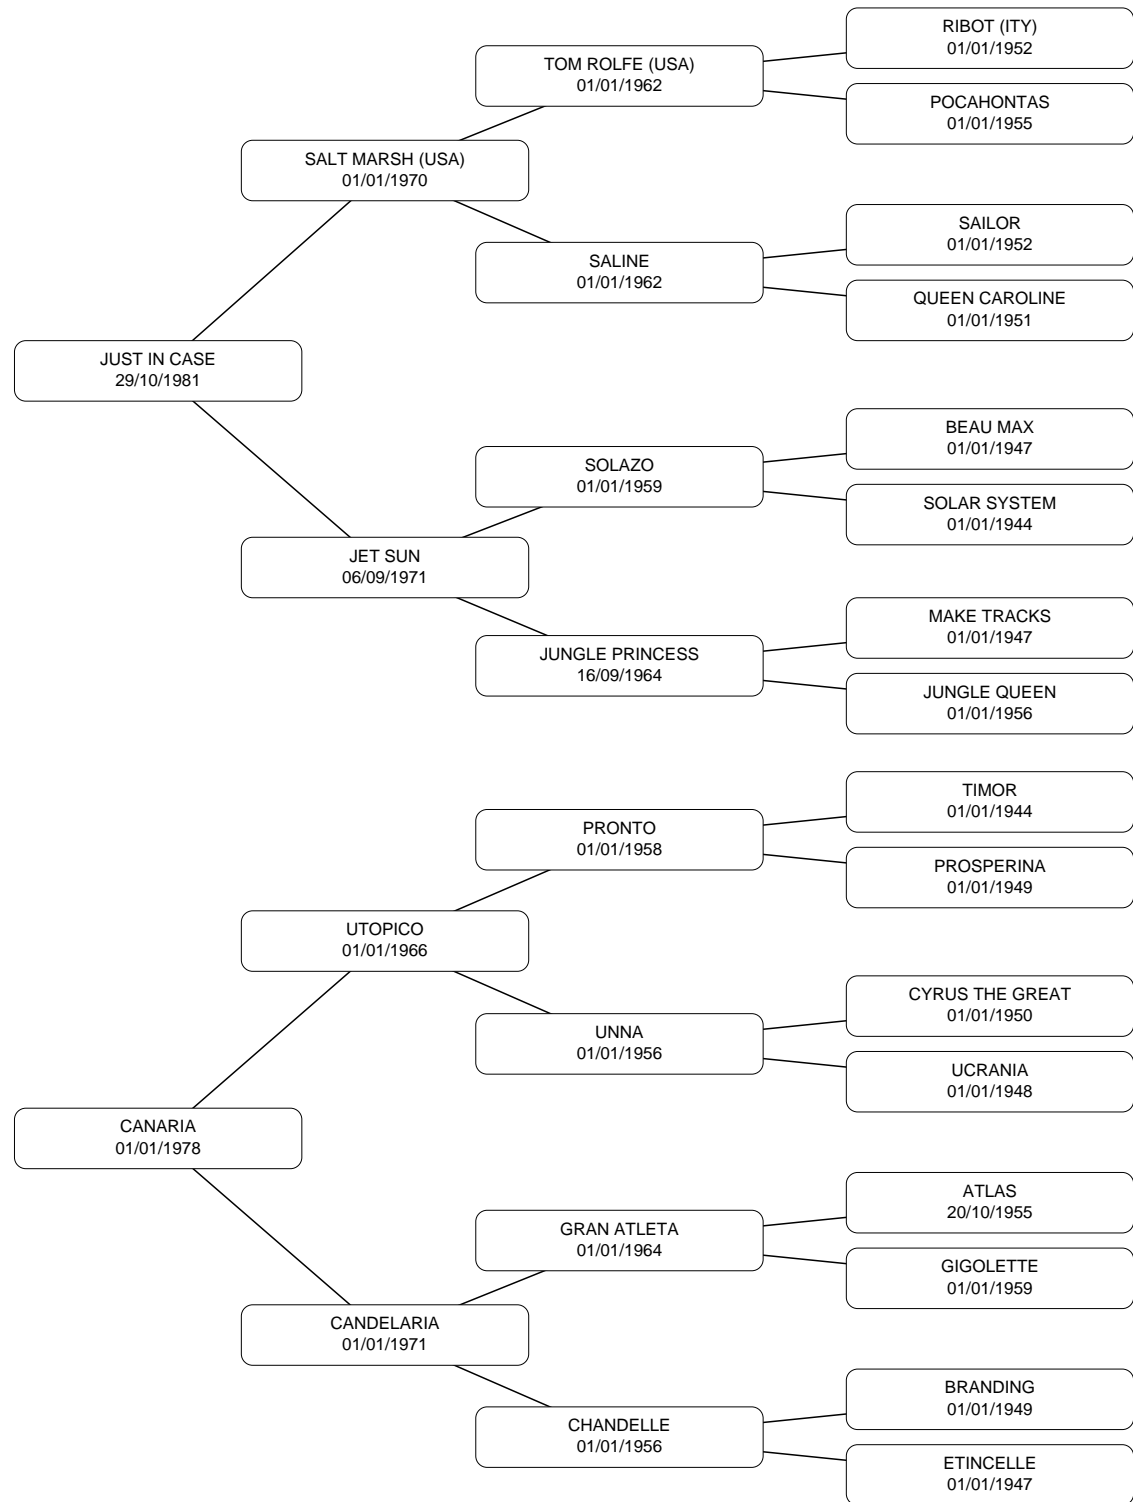 RIBOT (ITY)
01/01/1952
TOM ROLFE (USA)
01/01/1962
POCAHONTAS
01/01/1955
SALT MARSH (USA)
01/01/1970
SAILOR
01/01/1952
SALINE
01/01/1962
QUEEN CAROLINE
01/01/1951
JUST IN CASE
29/10/1981
BEAU MAX
01/01/1947
SOLAZO
01/01/1959
SOLAR SYSTEM
01/01/1944
JET SUN
06/09/1971
MAKE TRACKS
01/01/1947
JUNGLE PRINCESS
16/09/1964
JUNGLE QUEEN
01/01/1956
TIMOR
01/01/1944
PRONTO
01/01/1958
PROSPERINA
01/01/1949
UTOPICO
01/01/1966
CYRUS THE GREAT
01/01/1950
UNNA
01/01/1956
UCRANIA
01/01/1948
CANARIA
01/01/1978
ATLAS
20/10/1955
GRAN ATLETA
01/01/1964
GIGOLETTE
01/01/1959
CANDELARIA
01/01/1971
BRANDING
01/01/1949
CHANDELLE
01/01/1956
ETINCELLE
01/01/1947